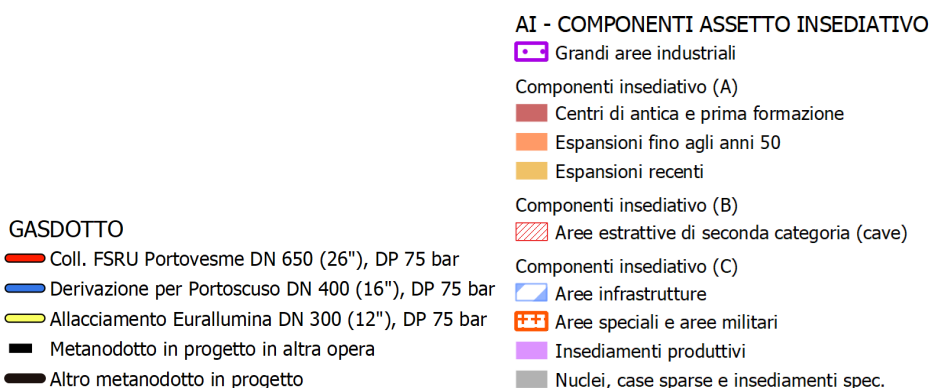 GASDOTTO
Coll. FSRU Portovesme DN 650 (26"), DP 75 bar
Derivazione per Portoscuso DN 400 (16"), DP 75 bar
Allacciamento Eurallumina DN 300 (12"), DP 75 bar
Metanodotto in progetto in altra opera
Altro metanodotto in progetto
AI - COMPONENTI ASSETTO INSEDIATIVO
Grandi aree industriali
Componenti insediativo (A)
Centri di antica e prima formazione
Espansioni fino agli anni 50
Espansioni recenti
Componenti insediativo (B)
Aree estrattive di seconda categoria (cave)
Componenti insediativo (C)
Aree infrastrutture
Aree speciali e aree militari
Insediamenti produttivi
Nuclei, case sparse e insediamenti spec.